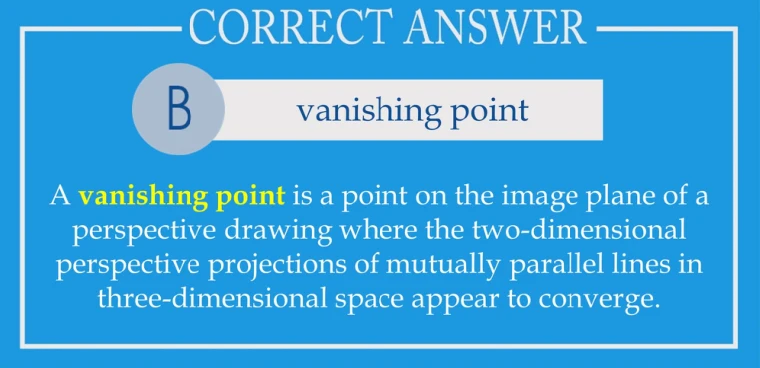 CORRECT ANSWER
B vanishing point
A vanishing point is a point on the image plane of a
perspective drawing where the two-dimensional
perspective projections of mutually parallel lines in
three-dimensional space appear to converge.